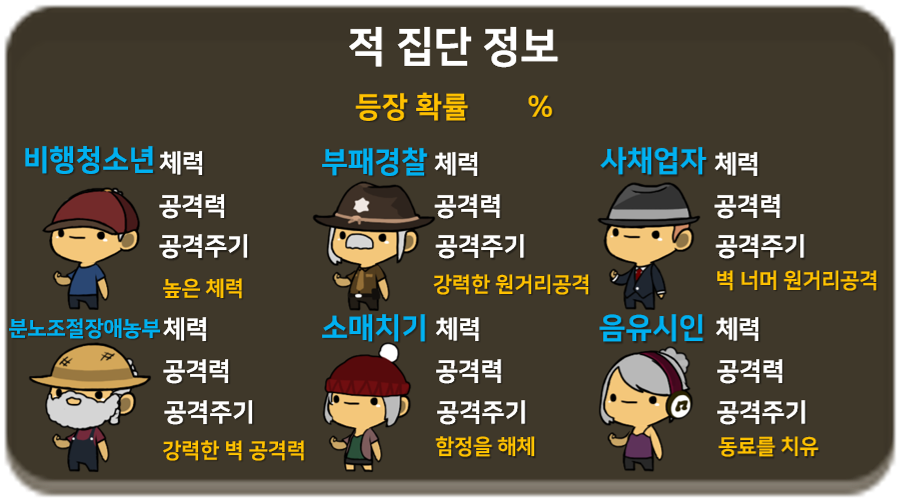 적 집단 정보
등장 확률 %
비행청소년 체력
공격력
공격주기
높은 체력
부패경찰 체력
공격력
공격주기
강력한 원거리공격
사채업자 체력
공격력
공격주기
벽 너머 원거리공격
분노조절장애농부 체력
공격력
공격주기
강력한 벽 공격력
소매치기 체력
공격력
공격주기
함정을 해체
음유시인 체력
공격력
공격주기
동료를 치유